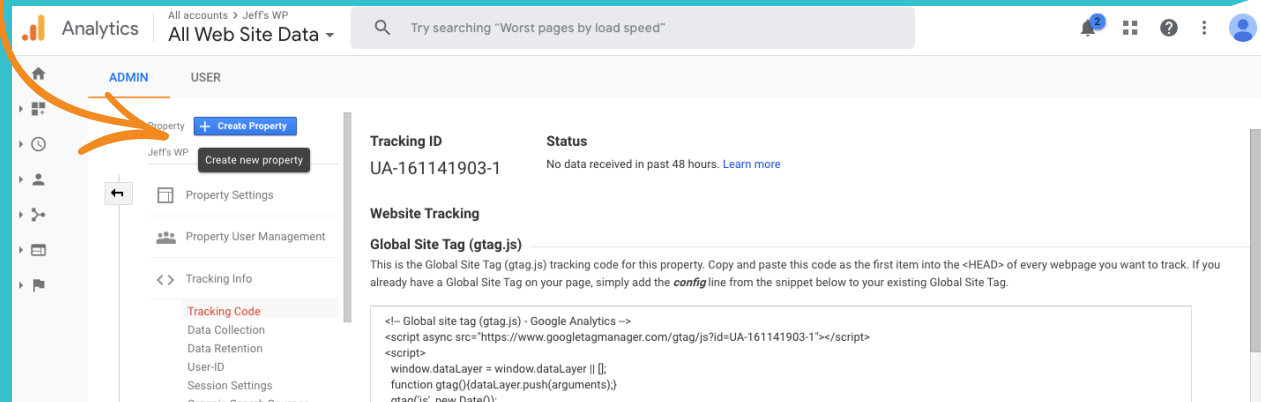 All accounts > Jeff's WP
Analytics
All Web Site Data
Try searching “Worst pages by load speed”
2
ADMIN
USER
Property
+ Create Property
Jeff's WP
Create new property
Property Settings
Property User Management
<> Tracking Info
Tracking Code
Data Collection
Data Retention
User-ID
Session Settings
Tracking ID
UA-161141903-1
Status
No data received in past 48 hours. Learn more
Website Tracking
Global Site Tag (gtag.js)
This is the Global Site Tag (gtag.js) tracking code for this property. Copy and paste this code as the first item into the <HEAD> of every webpage you want to track. If you
already have a Global Site Tag on your page, simply add the config line from the snippet below to your existing Global Site Tag.
<!-- Global site tag (gtag.js) - Google Analytics -->
<script async src="https://www.googletagmanager.com/gtag/js?id=UA-161141903-1"></script>
<script>
window.dataLayer = window.dataLayer || [];
function gtag(){dataLayer.push(arguments);}
gtag('js', new Date());